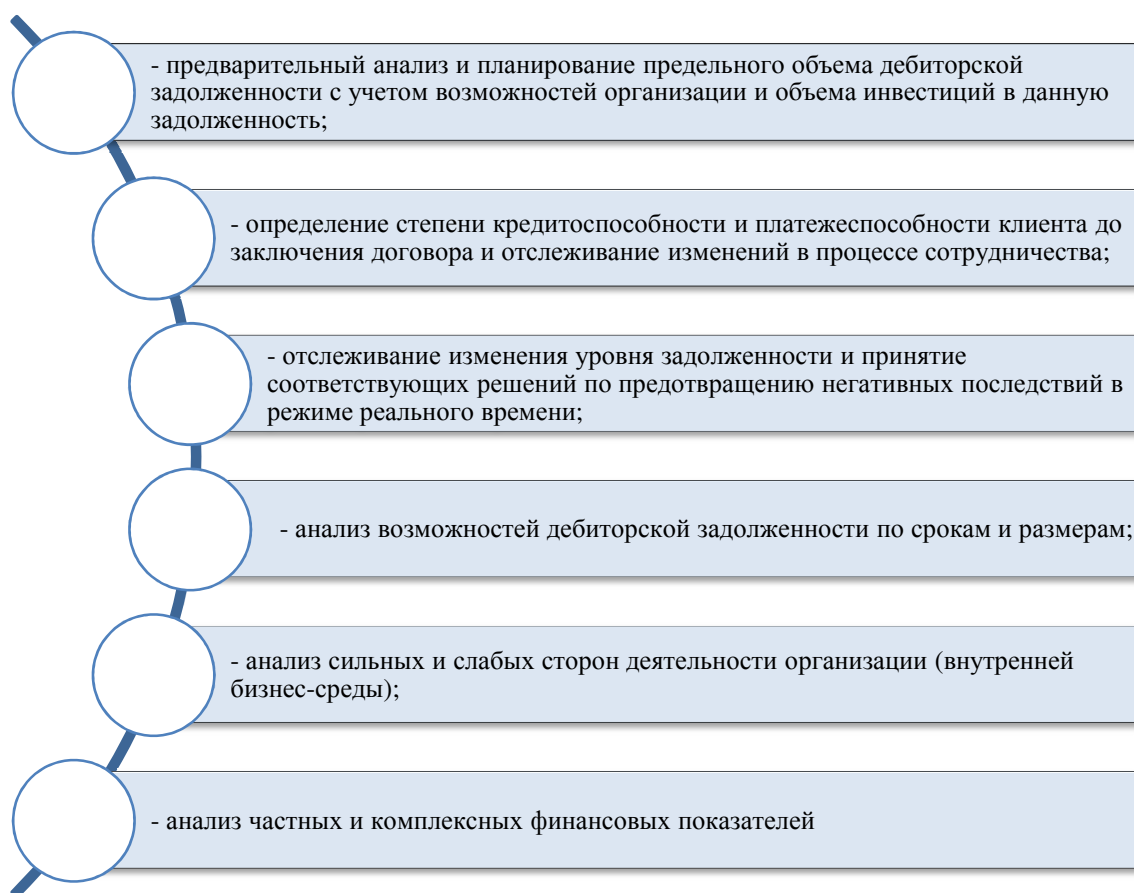 - предварительный анализ и планирование предельного объема дебиторской
задолженности с учетом возможностей организации и объема инвестиций в данную
задолженность;
- определение степени кредитоспособности и платежеспособности клиента до
заключения договора и отслеживание изменений в процессе сотрудничества;
- отслеживание изменения уровня задолженности и принятие
соответствующих решений по предотвращению негативных последствий в
режиме реального времени;
- анализ возможностей дебиторской задолженности по срокам и размерам;
- анализ сильных и слабых сторон деятельности организации (внутренней
бизнес-среды);
- анализ частных и комплексных финансовых показателей